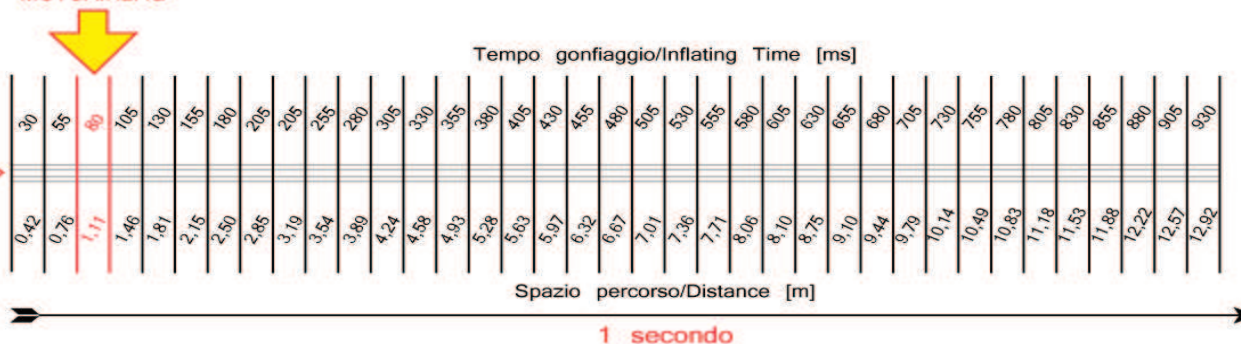 Tempo gonfiaggio/Inflating Time [ms]
30 55 80 105 130 155 180 205 205 255 280 305 330 355 380 405 430 455 480 505 530 555 580 605 630 655 680 705 730 755 780 805 830 855 880 905 930
0,42 0,76 1,11 1,46 1,81 2,15 2,50 2,85 3,19 3,54 3,89 4,24 4,58 4,93 5,28 5,63 5,97 6,32 6,67 7,01 7,36 7,71 8,06 8,10 8,75 9,10 9,44 9,79 10,14 10,49 10,83 11,18 11,53 11,88 12,22 12,57 12,92
Spazio percorso/Distance [m]
1 secondo